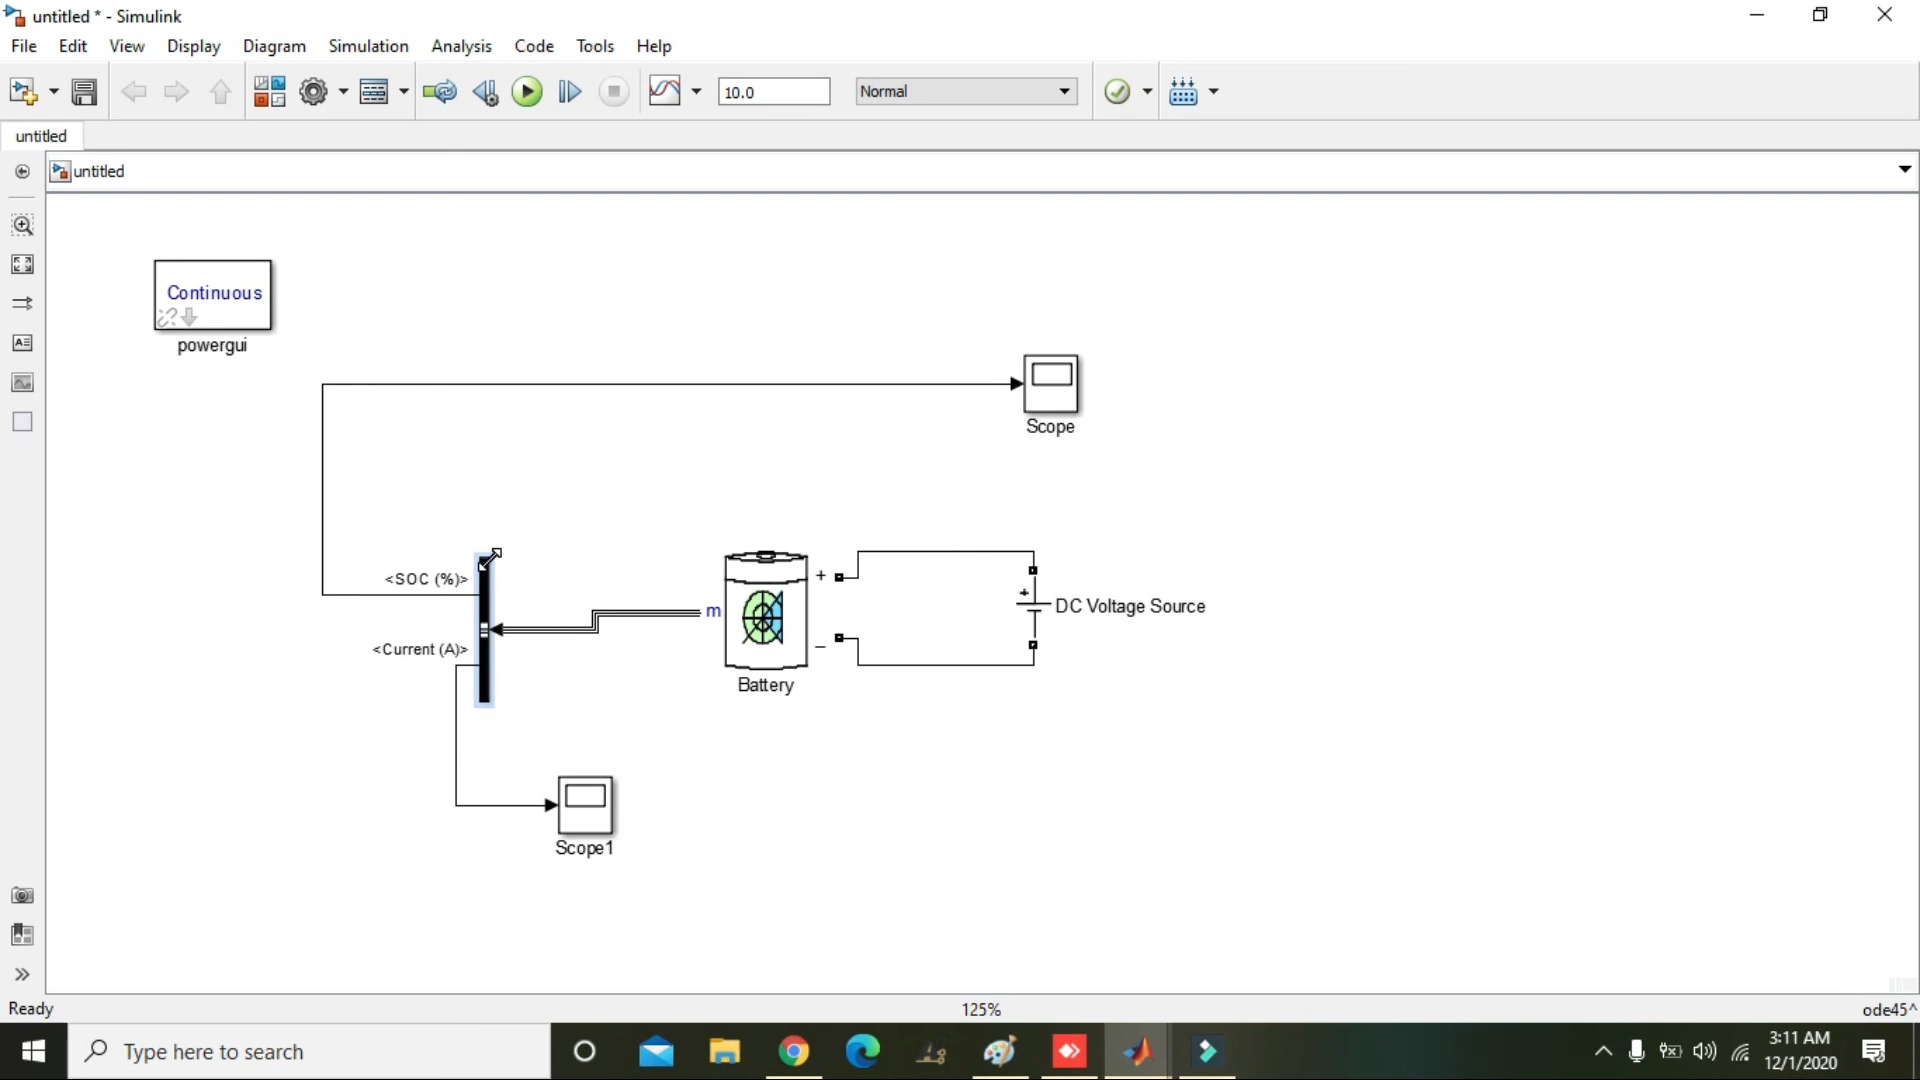 untitled * - Simulink
File Edit View Display Diagram Simulation Analysis Code Tools Help
10.0 Normal
untitled
untitled
Continuous
powergui
Scope
<SOC (%)>
<Current (A)>
m
+
_
Battery
+
DC Voltage Source
Scope1
Ready 125% ode45^
Type here to search
3:11 AM
12/1/2020